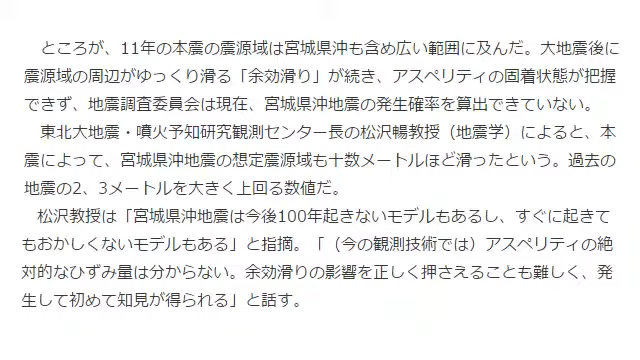 ところが、11年の本震の震源域は宮城県沖も含め広い範囲に及んだ。大地震後に
震源域の周辺がゆっくり滑る「余効滑り」が続き、アスペリティの固着状態が把握
できず、地震調査委員会は現在、宮城県沖地震の発生確率を算出できていない。
東北大地震・噴火予知研究観測センター長の松沢暢教授（地震学）によると、本
震によって、宮城県沖地震の想定震源域も十数メートルほど滑ったという。過去の
地震の2、3メートルを大きく上回る数値だ。
松沢教授は「宮城県沖地震は今後100年起きないモデルもあるし、すぐに起きて
もおかしくないモデルもある」と指摘。「（今の観測技術では）アスペリティの絶
対的なひずみ量は分からない。余効滑りの影響を正しく押さえることも難しく、発
生して初めて知見が得られる」と話す。